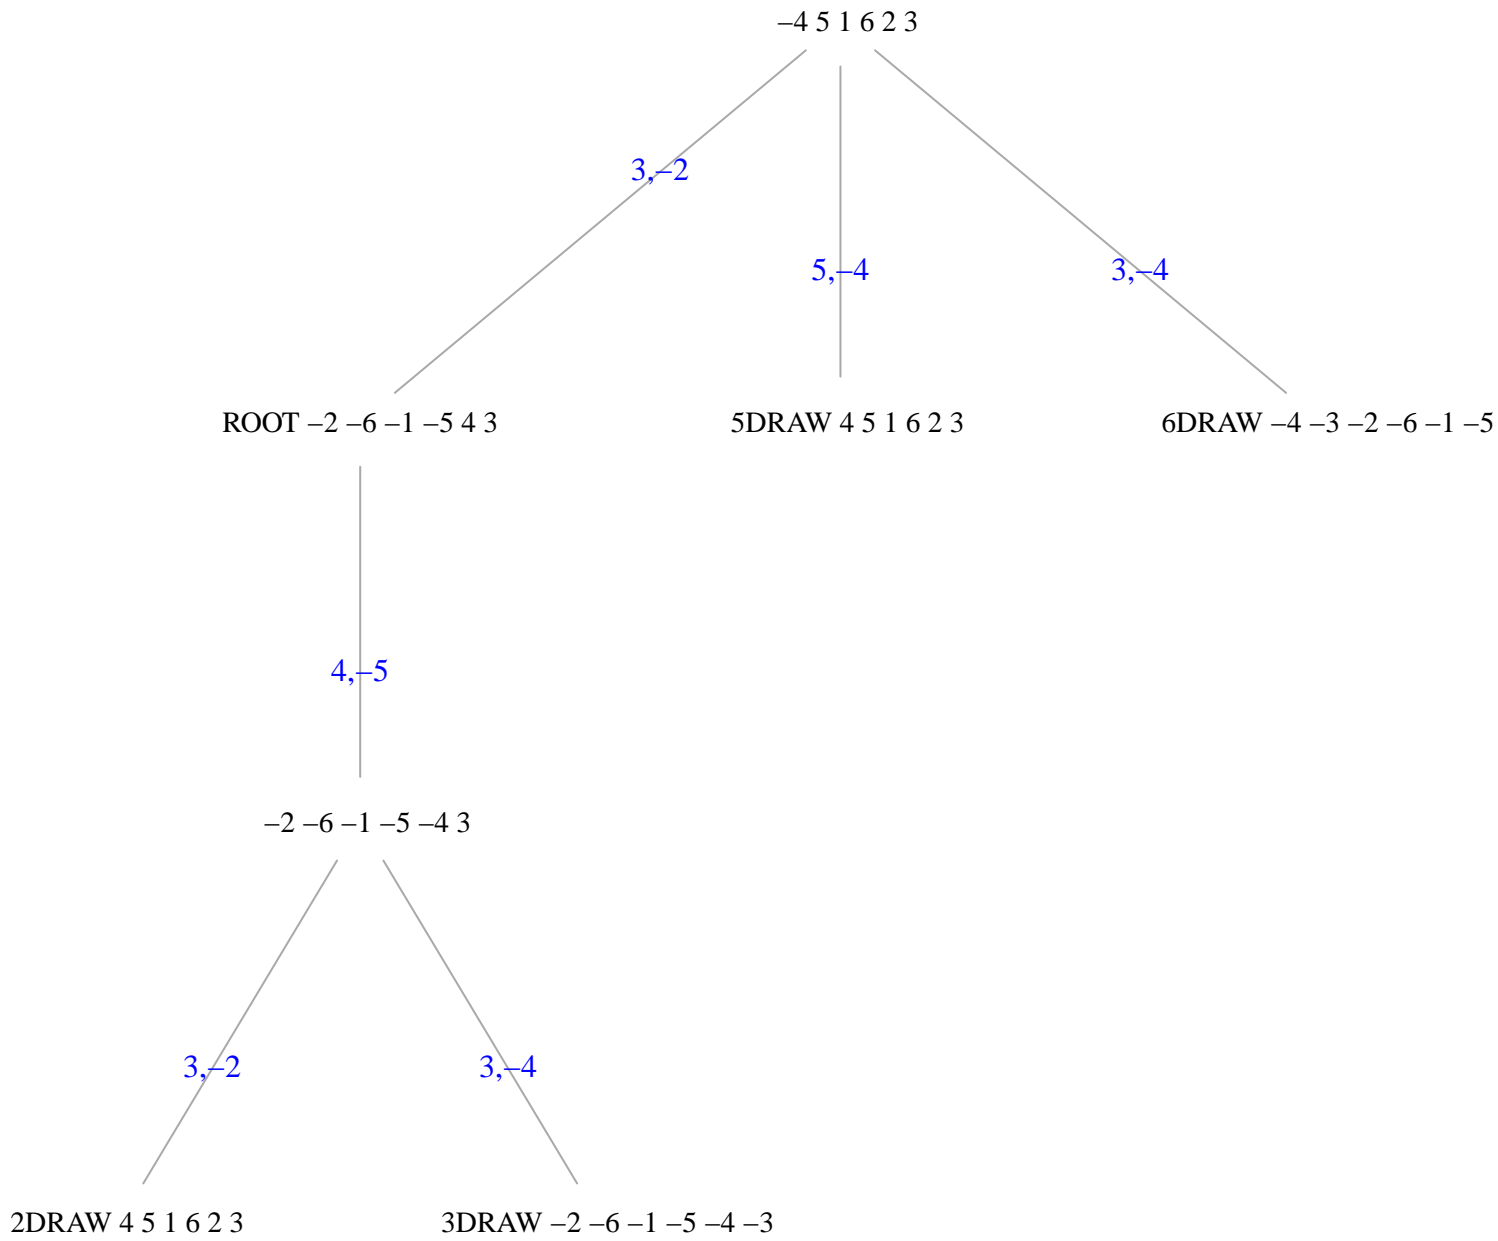 –4 5 1 6 2 3
3,–2
5,–4
3,–4
ROOT –2 –6 –1 –5 4 3
5DRAW 4 5 1 6 2 3
6DRAW –4 –3 –2 –6 –1 –5
4,–5
–2 –6 –1 –5 –4 3
3,–2
3,–4
2DRAW 4 5 1 6 2 3
3DRAW –2 –6 –1 –5 –4 –3